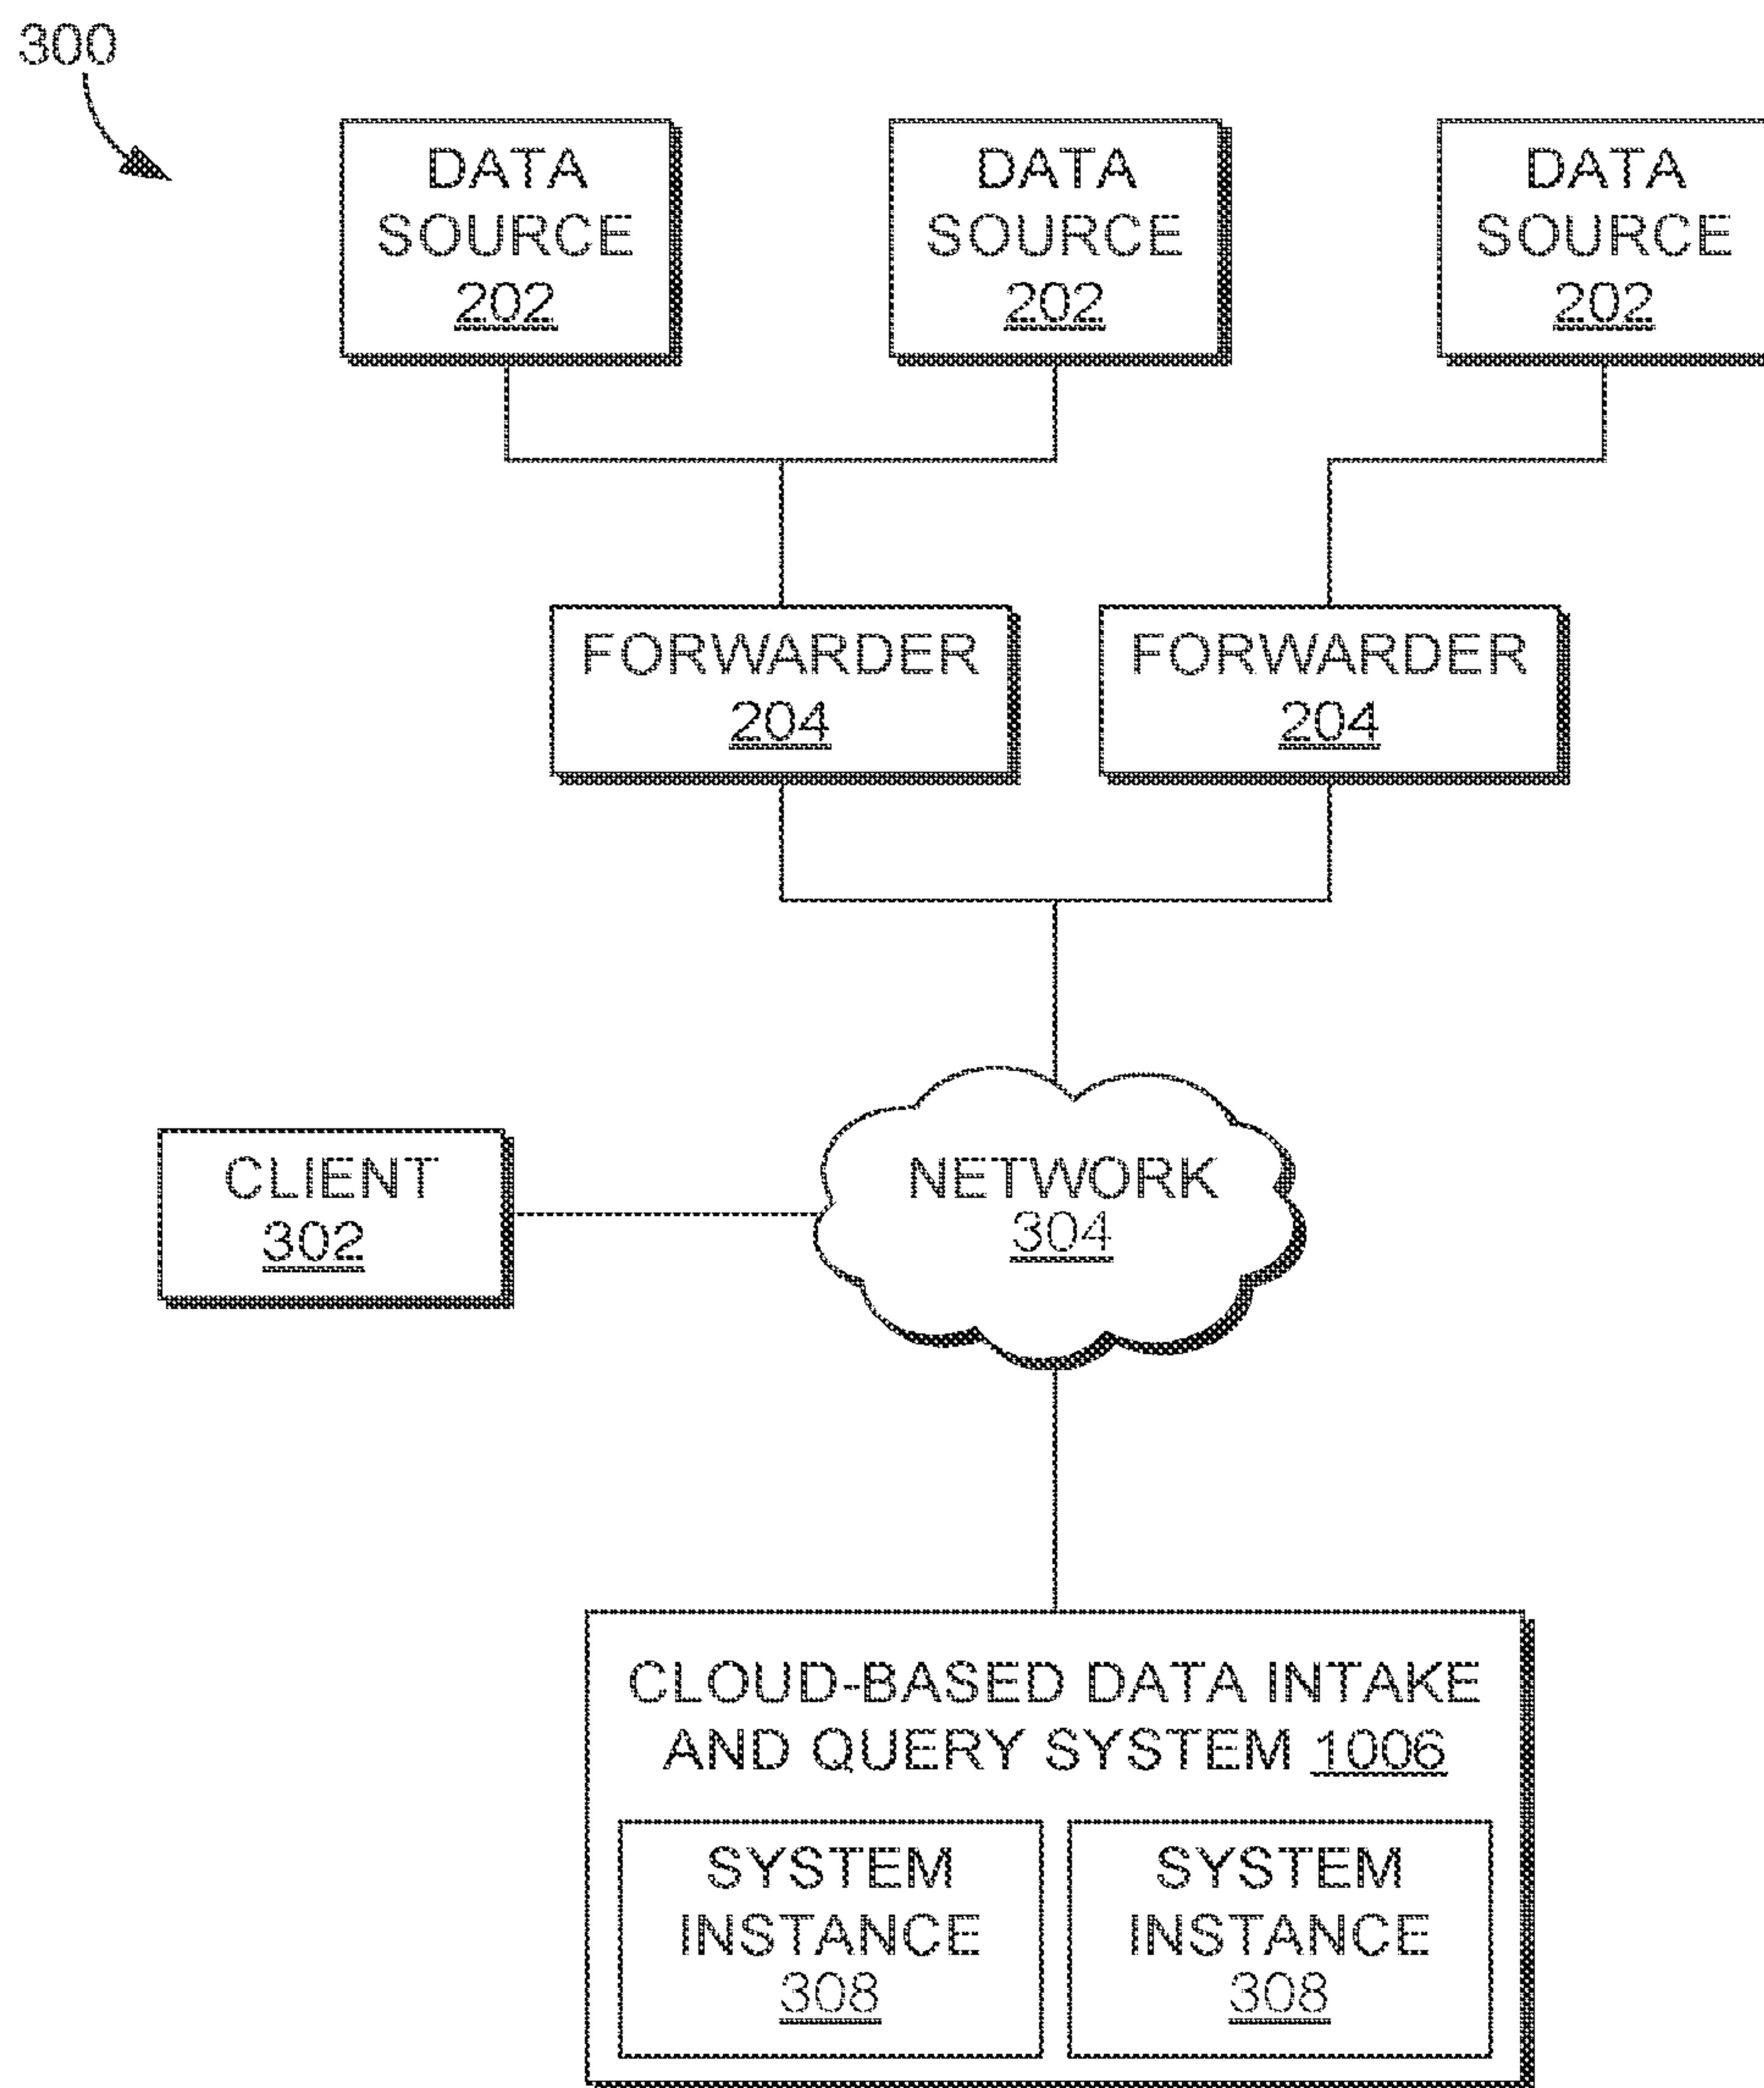 300
DATA
SOURCE
202
DATA
SOURCE
202
DATA
SOURCE
202
FORWARDER
204
FORWARDER
204
CLIENT
302
NETWORK
304
CLOUD-BASED DATA INTAKE
AND QUERY SYSTEM 1006
SYSTEM
INSTANCE
308
SYSTEM
INSTANCE
308